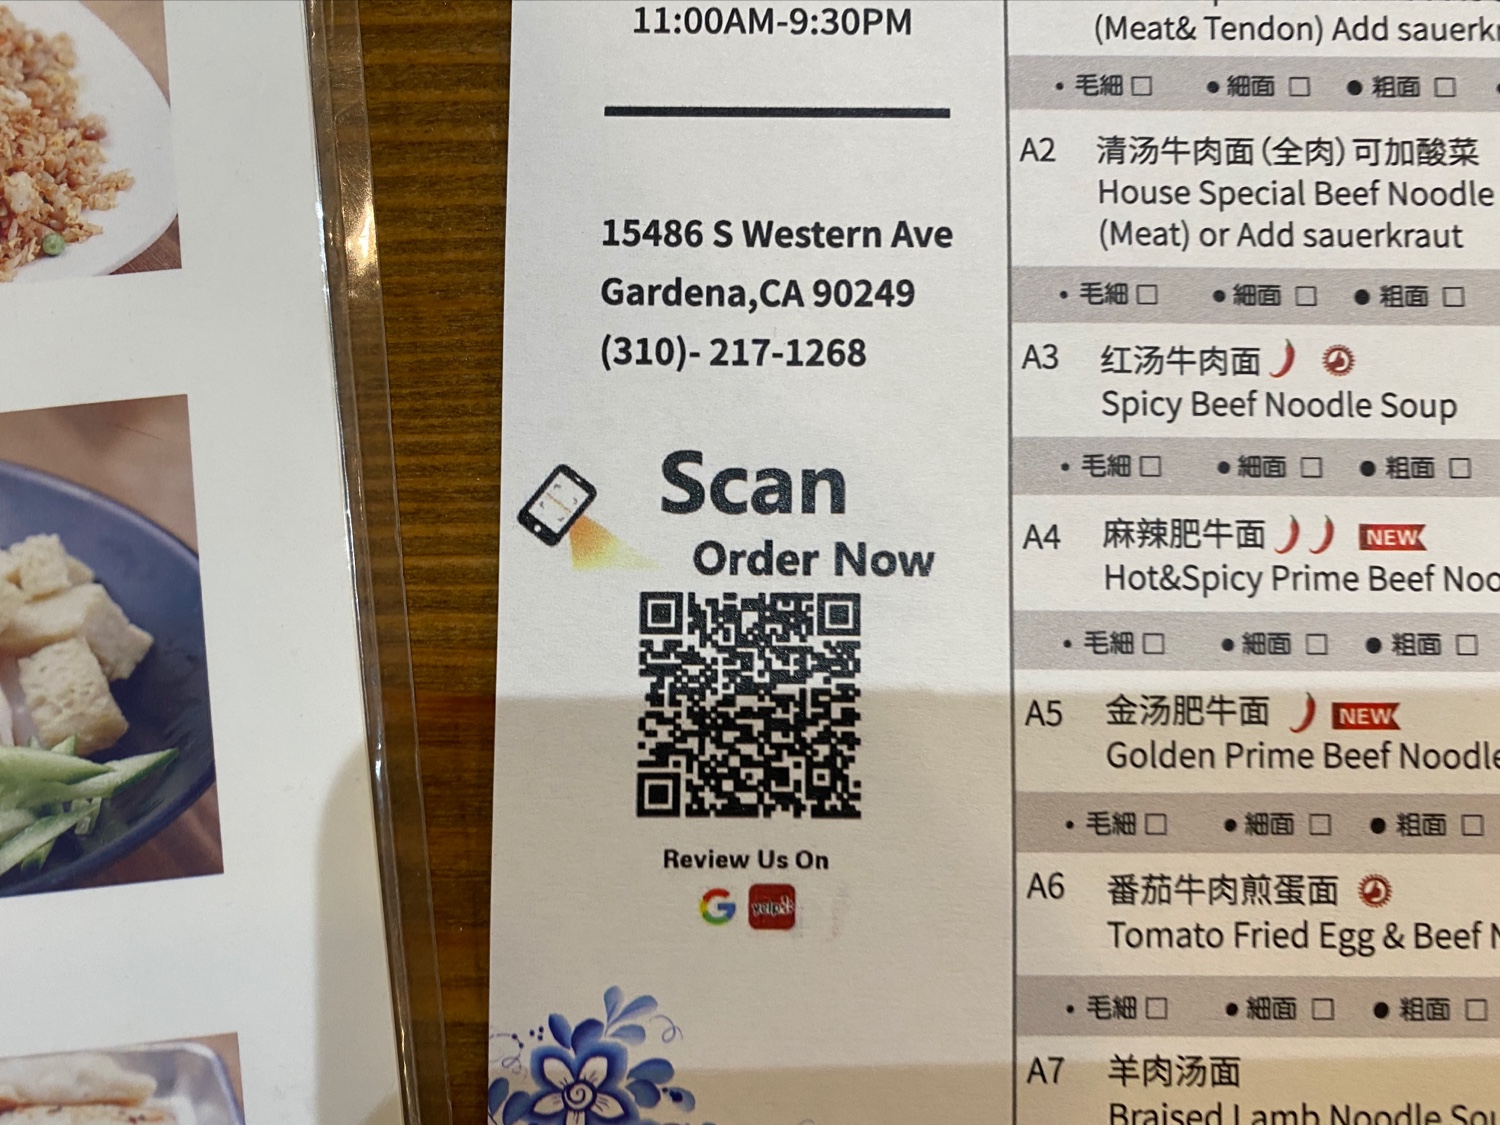 11:00AM-9:30PM
15486 S Western Ave
Gardena,CA 90249
(310)- 217-1268
Scan
Order Now
Review Us On
G yelp
(Meat& Tendon) Add
• 毛細 □ ● 細面 □ ● 粗面 □
A2 清汤牛肉面(全肉)可加酸菜
House Special Beef Noodle
(Meat) or Add sauerkraut
• 毛細 □ ● 細面 □ ● 粗面 □
A3 红汤牛肉面
Spicy Beef Noodle Soup
• 毛細 □ ● 細面 □ ● 粗面 □
A4 麻辣肥牛面 NEW
Hot&Spicy Prime Beef
• 毛細 □ ● 細面 □ ● 粗面 □
A5 金汤肥牛面 NEW
Golden Prime Beef
• 毛細 □ ● 細面 □ ● 粗面 □
A6 番茄牛肉煎蛋面
Tomato Fried Egg & Beef
• 毛細 □ ● 細面 □ ● 粗面 □
A7 羊肉汤面
Braised Lamb Noodle